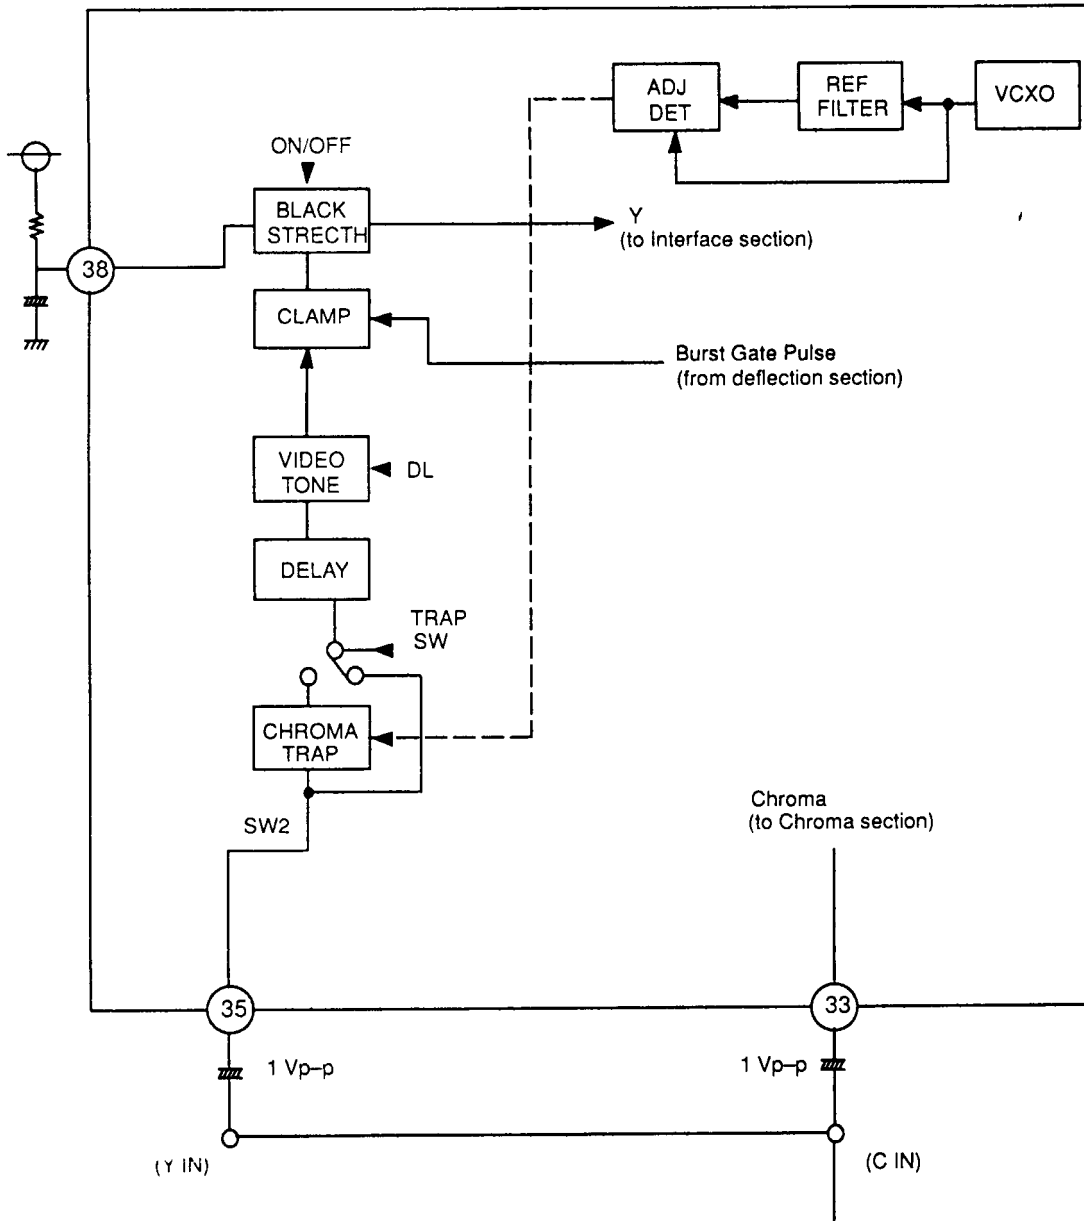 ADJ
DET
REF
FILTER
VCXO
ON/OFF
BLACK
STRECTH
Y
(to Interface section)
38
CLAMP
Burst Gate Pulse
(from deflection section)
VIDEO
TONE
DL
DELAY
TRAP
SW
CHROMA
TRAP
SW2
Chroma
(to Chroma section)
35
33
1 Vp-p
1 Vp-p
(Y IN)
(C IN)